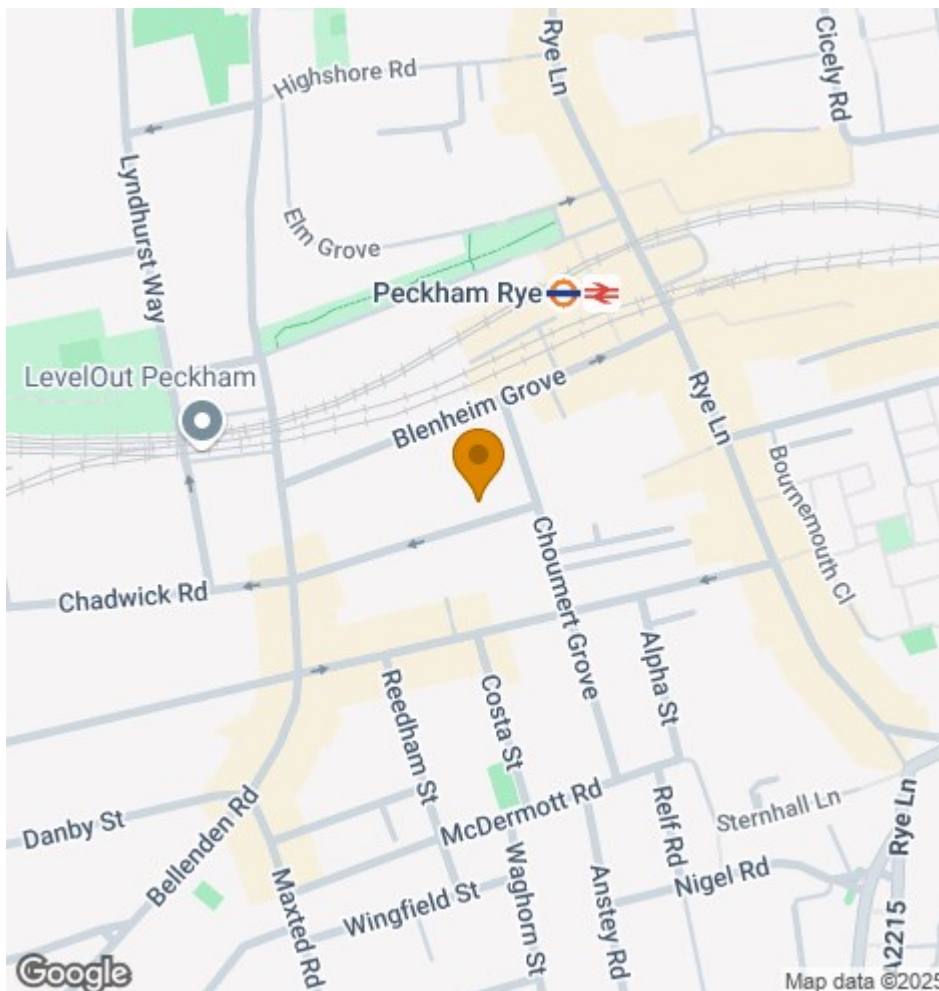 Highshore Rd
Rye Ln
Cicely Rd
Lyndhurst Way
Elm Grove
Peckham Rye
LevelOut Peckham
Blenheim Grove
Rye Ln
Bournemouth Cl
Chadwick Rd
Choumert Grove
Alpha St
Reedham St
Costa St
McDermott Rd
Relf Rd
Sternhall Ln
Rye Ln
Danby St
Bellenden Rd
Maxted Rd
Wingfield St
Waghorn St
Anstey Rd
Nigel Rd
A2215
Google
Map data ©2025